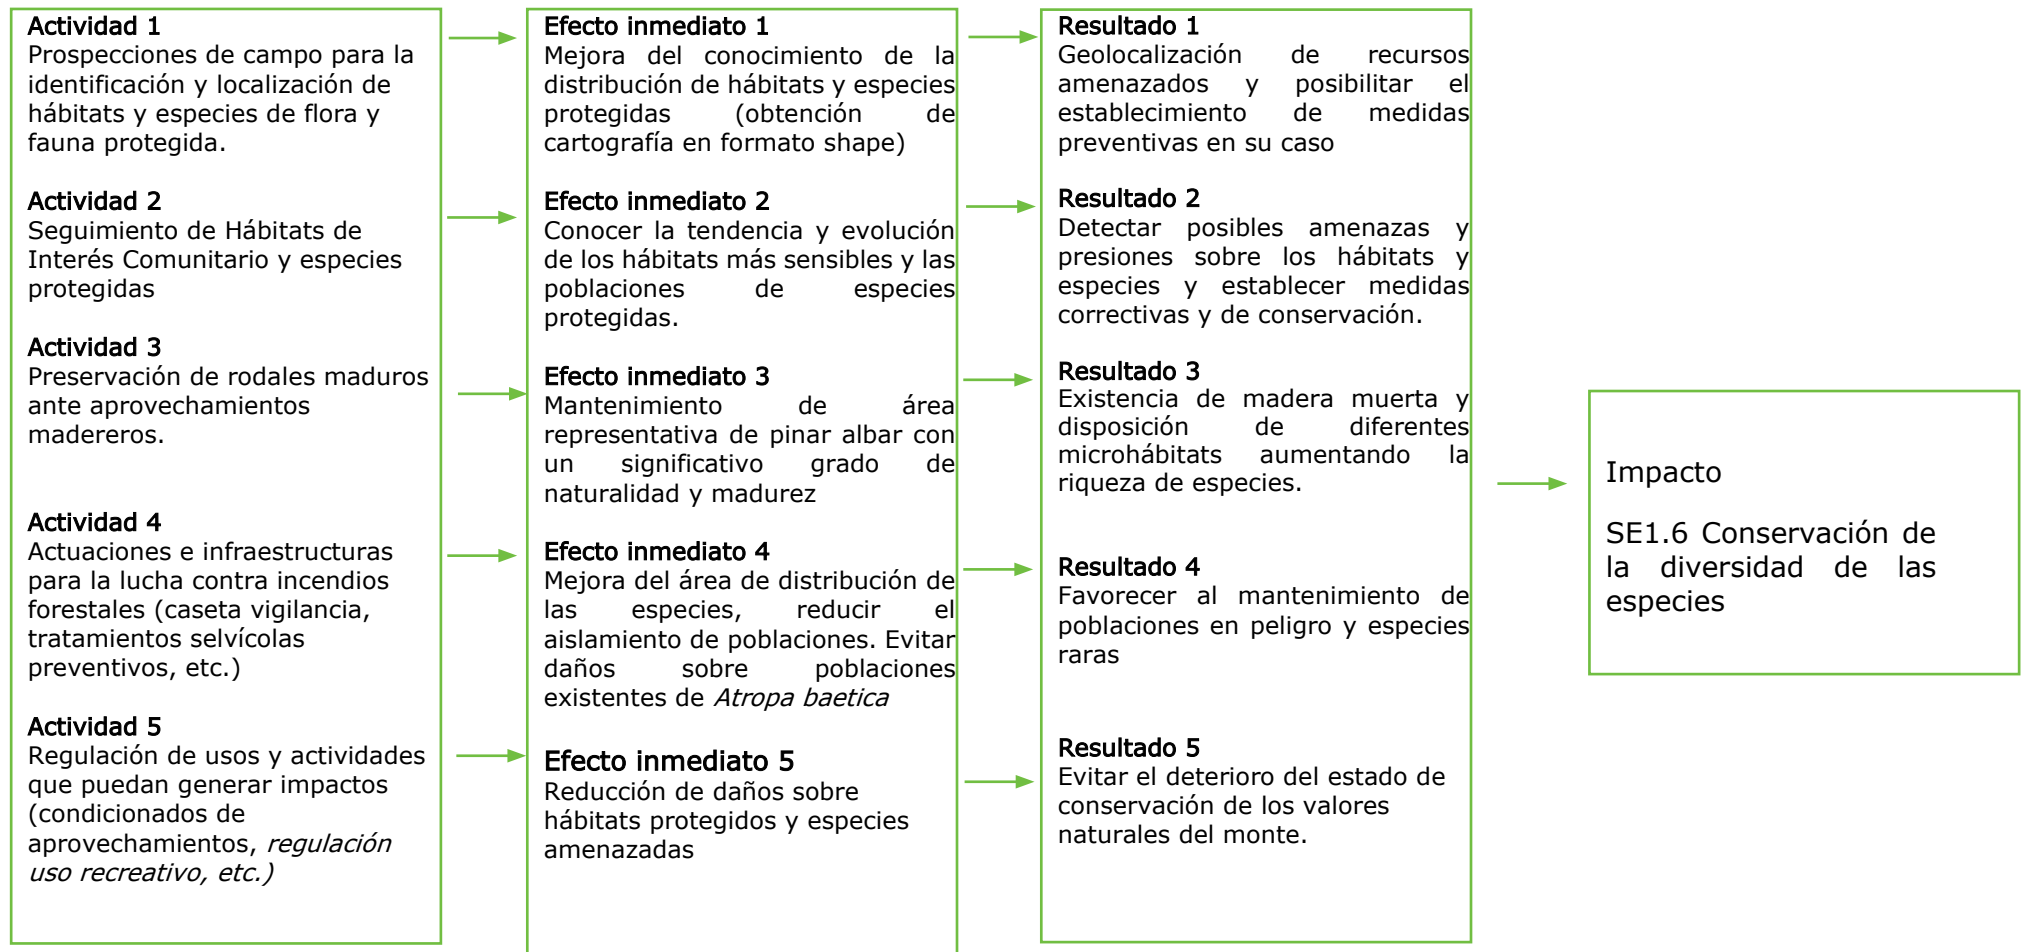 Actividad 1
Prospecciones de campo para la
identificación y localización de
hábitats y especies de flora y
fauna protegida.
Actividad 2
Seguimiento de Hábitats de
Interés Comunitario y especies
protegidas
Actividad 3
Preservación de rodales maduros
ante aprovechamientos
madereros.
Actividad 4
Actuaciones e infraestructuras
para la lucha contra incendios
forestales (caseta vigilancia,
tratamientos selvícolas
preventivos, etc.)
Actividad 5
Regulación de usos y actividades
que puedan generar impactos
(condicionados de
aprovechamientos, regulación
uso recreativo, etc.)
Efecto inmediato 1
Mejora del conocimiento de la
distribución de hábitats y especies
protegidas (obtención de
cartografía en formato shape)
Efecto inmediato 2
Conocer la tendencia y evolución
de los hábitats más sensibles y las
poblaciones de especies
protegidas.
Efecto inmediato 3
Mantenimiento de área
representativa de pinar albar con
un significativo grado de
naturalidad y madurez
Efecto inmediato 4
Mejora del área de distribución de
las especies, reducir el
aislamiento de poblaciones. Evitar
daños sobre poblaciones
existentes de Atropa baetica
Efecto inmediato 5
Reducción de daños sobre
hábitats protegidos y especies
amenazadas
Resultado 1
Geolocalización de recursos
amenazados y posibilitar el
establecimiento de medidas
preventivas en su caso
Resultado 2
Detectar posibles amenazas y
presiones sobre los hábitats y
especies y establecer medidas
correctivas y de conservación.
Resultado 3
Existencia de madera muerta y
disposición de diferentes
microhábitats aumentando la
riqueza de especies.
Resultado 4
Favorecer al mantenimiento de
poblaciones en peligro y especies
raras
Resultado 5
Evitar el deterioro del estado de
conservación de los valores
naturales del monte.
Impacto
SE1.6 Conservación de
la diversidad de las
especies